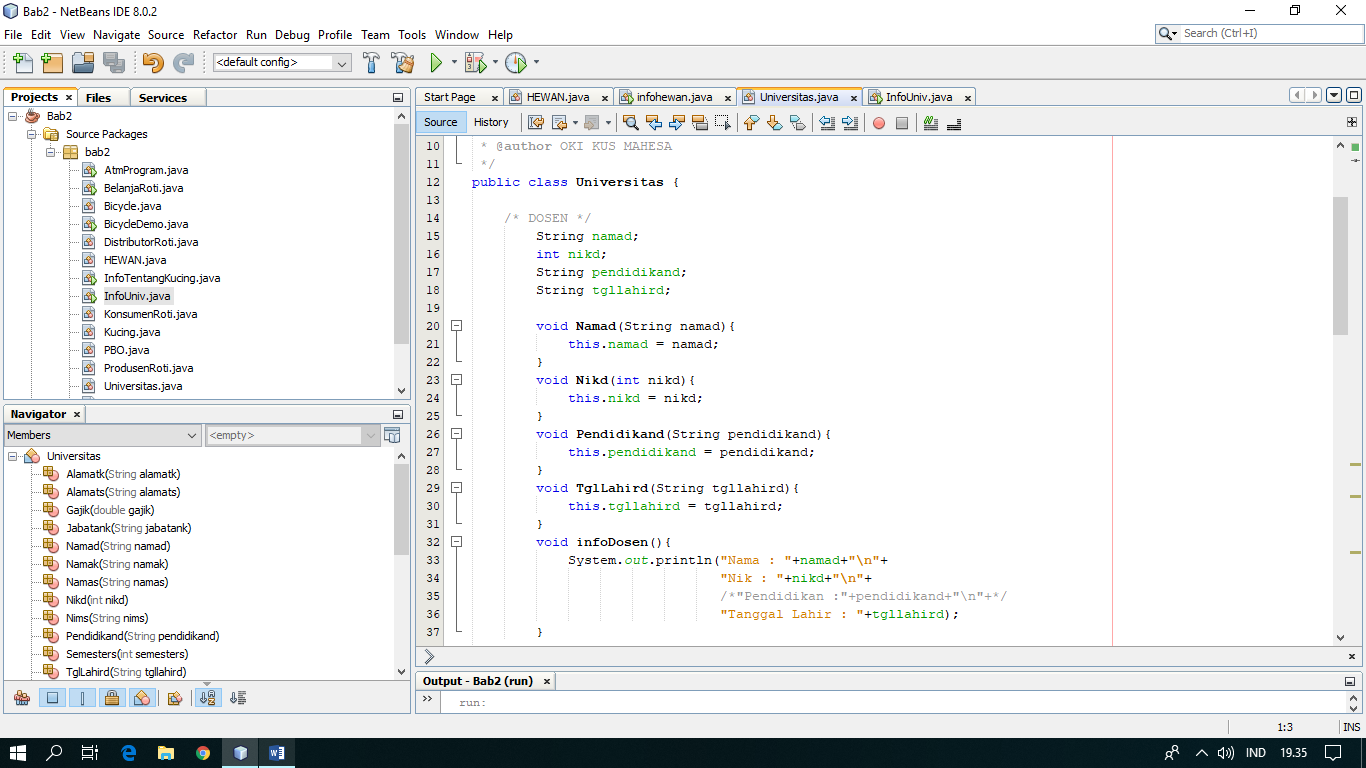 Bab2 - NetBeans IDE 8.0.2
File Edit View Navigate Source Refactor Run Debug Profile Team Tools Window Help
Search (Ctrl+I)
<default config>
Projects Files Services
Bab2
Source Packages
bab2
AtmProgram.java
BelanjaRoti.java
Bicycle.java
BicycleDemo.java
DistributorRoti.java
HEWAN.java
InfoTentangKucing.java
InfoUniv.java
KonsumenRoti.java
Kucing.java
PBO.java
ProdusenRoti.java
Universitas.java
Navigator
Members <empty>
Universitas
Alamatk(String alamatk)
Alamats(String alamats)
Gajik(double gajik)
Jabatank(String jabatank)
Namad(String namad)
Namak(String namak)
Namas(String namas)
Nikd(int nikd)
Nims(String nims)
Pendidikand(String pendidikand)
Semesters(int semesters)
TglLahird(String tgllahird)
Start Page HEWAN.java infohewan.java Universitas.java InfoUniv.java
Source History
10 * @author OKI KUS MAHESA
11 */
12 public class Universitas {
13
14 /* DOSEN */
15 String namad;
16 int nikd;
17 String pendidikand;
18 String tgllahird;
19
20 void Namad(String namad){
21 this.namad = namad;
22 }
23 void Nikd(int nikd){
24 this.nikd = nikd;
25 }
26 void Pendidikand(String pendidikand){
27 this.pendidikand = pendidikand;
28 }
29 void TglLahird(String tgllahird){
30 this.tgllahird = tgllahird;
31 }
32 void infoDosen(){
33 System.out.println("Nama : "+namad+"\n"+
34 "Nik : "+nikd+"\n"+
35 /*"Pendidikan :"+pendidikand+"\n"+*/
36 "Tanggal Lahir : "+tgllahird);
37 }
Output - Bab2 (run)
run:
1:3 INS
IND 19.35